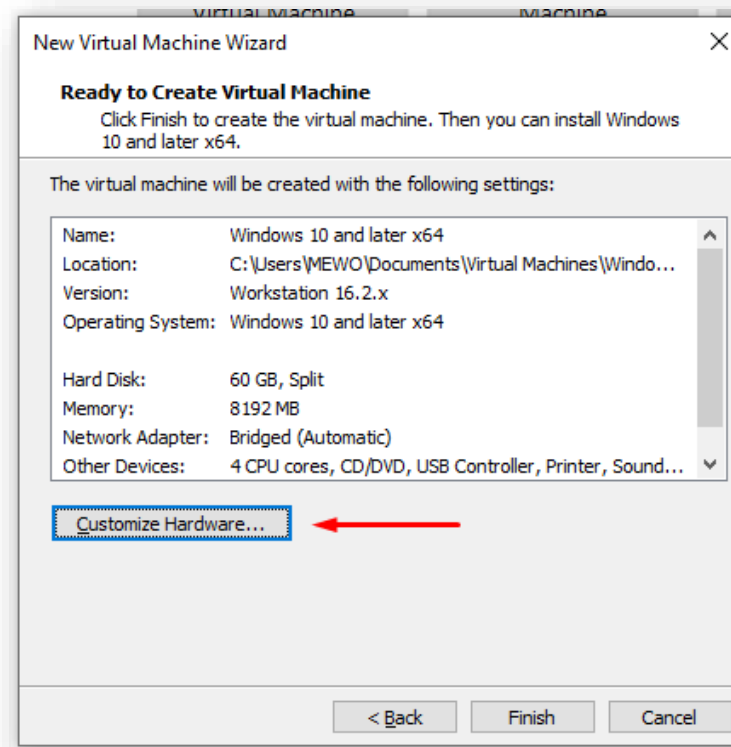 Virtual Machine Machine
New Virtual Machine Wizard
Ready to Create Virtual Machine
Click Finish to create the virtual machine. Then you can install Windows
10 and later x64.
The virtual machine will be created with the following settings:
Name: Windows 10 and later x64
Location: C:\Users\MEWO\Documents\Virtual Machines\Windo...
Version: Workstation 16.2.x
Operating System: Windows 10 and later x64
Hard Disk: 60 GB, Split
Memory: 8192 MB
Network Adapter: Bridged (Automatic)
Other Devices: 4 CPU cores, CD/DVD, USB Controller, Printer, Sound...
Customize Hardware...
< Back Finish Cancel